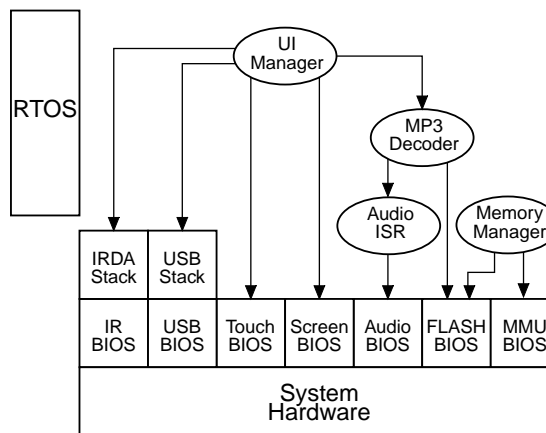 UI
Manager
RTOS
MP3
Decoder
Audio
ISR
Memory
Manager
IRDA
Stack
USB
Stack
IR
BIOS
USB
BIOS
Touch
BIOS
Screen
BIOS
Audio
BIOS
FLASH
BIOS
MMU
BIOS
System
Hardware